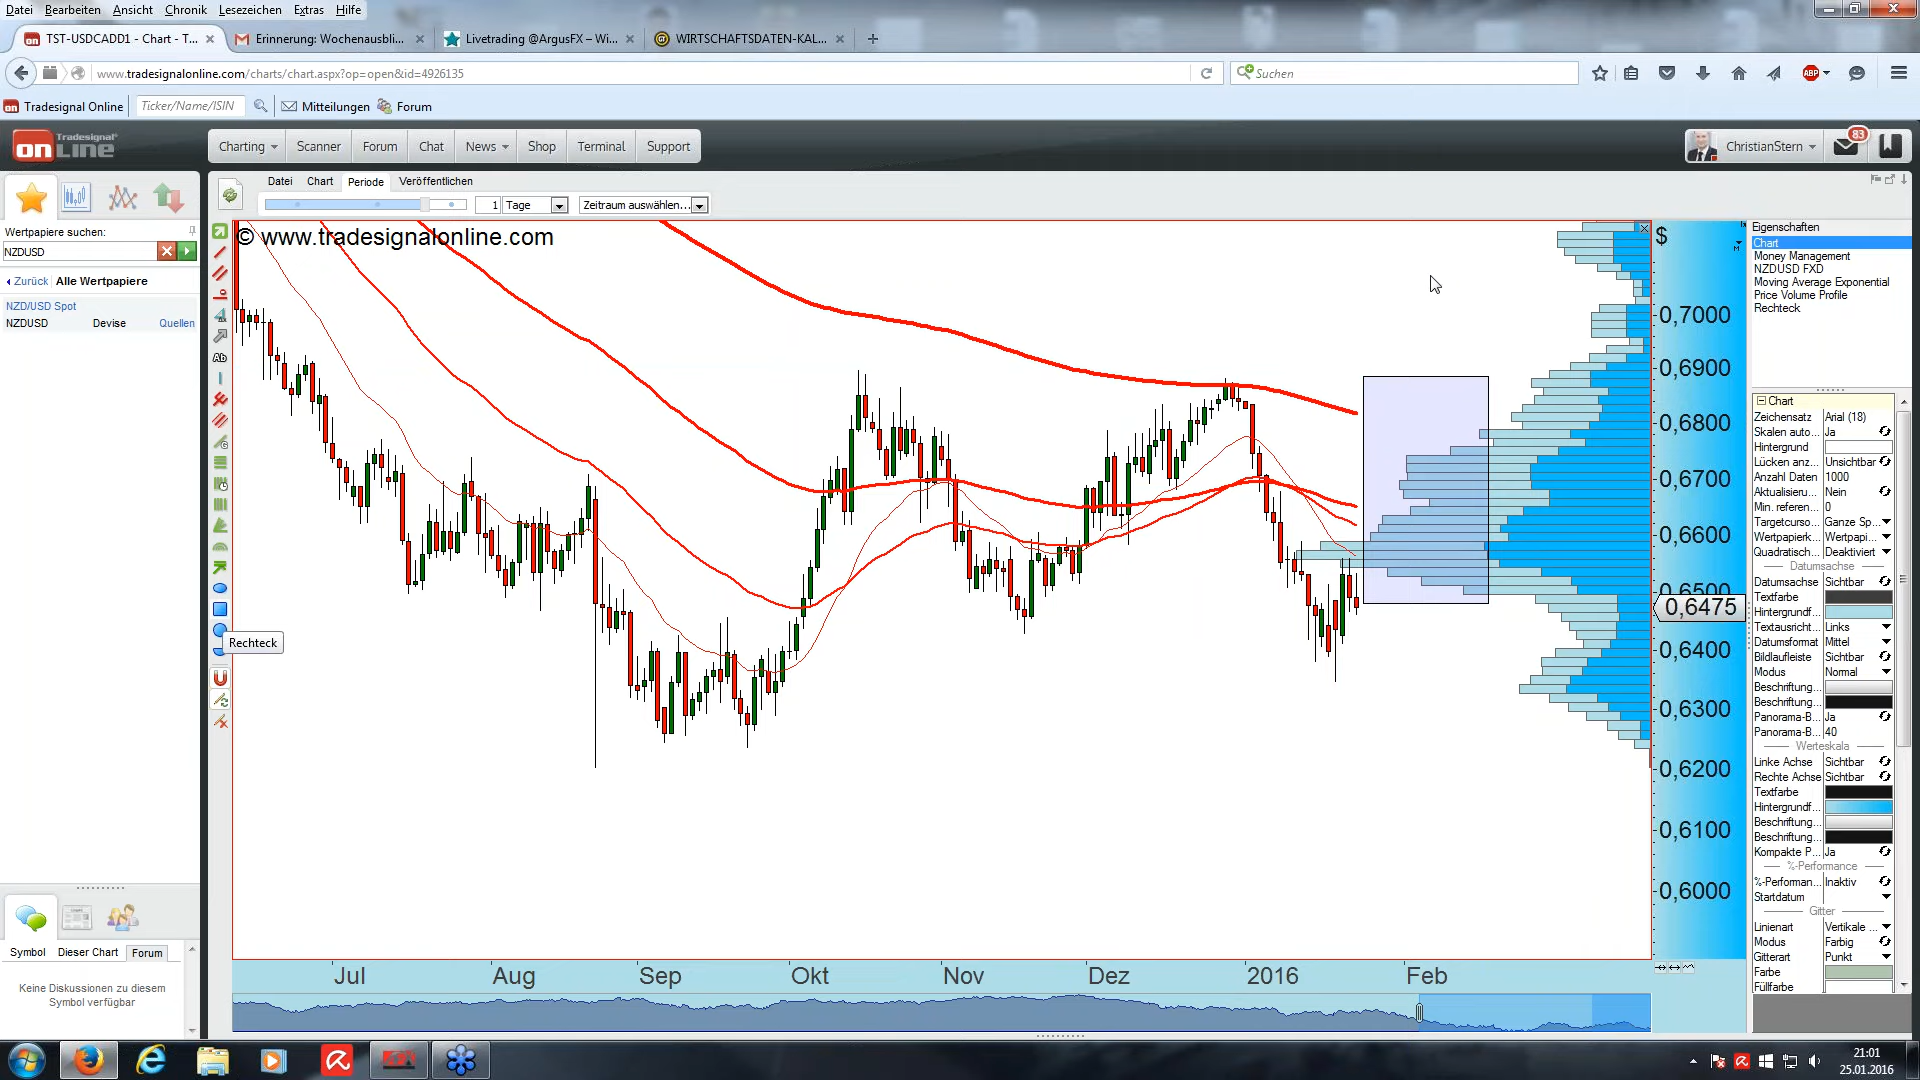 Datei Bearbeiten Ansicht Chronik Lesezeichen Extras Hilfe
TST-USDCADD1 - Chart - T...
Erinnerung: Wochenausbli...
Livetrading @ArgusFX – Wi...
WIRTSCHAFTSDATEN-KAL...
www.tradesignalonline.com/charts/chart.aspx?op=open&id=4926135
Suchen
ABP
on Tradesignal Online
Ticker/Name/ISIN
Mitteilungen
Forum
Tradesignal
on LINE
Charting
Scanner
Forum
Chat
News
Shop
Terminal
Support
ChristianStern
83
Datei Chart Periode Veröffentlichen
1 Tage
Zeitraum auswählen...
Wertpapiere suchen:
NZDUSD
Zurück Alle Wertpapiere
NZD/USD Spot
NZDUSD Devise Quellen
© www.tradesignalonline.com
Ab
Rechteck
$
0,7000
0,6900
0,6800
0,6700
0,6600
0,6500
0,6475
0,6400
0,6300
0,6200
0,6100
0,6000
Jul Aug Sep Okt Nov Dez 2016 Feb
Eigenschaften
Chart
Money Management
NZDUSD FXD
Moving Average Exponential
Price Volume Profile
Rechteck
Chart
Zeichensatz Arial (18)
Skalen auto... Ja
Hintergrund
Lücken anz... Unsichtbar
Anzahl Daten 1000
Aktualisieru... Nein
Min. referen... 0
Targetcurso... Ganze Sp...
Wertpapierk... Wertpapi...
Quadratisch... Deaktiviert
Datumsachse
Datumsachse Sichtbar
Textfarbe
Hintergrundf...
Textausricht... Links
Datumsformat Mittel
Bildlaufleiste Sichtbar
Modus Normal
Beschriftung...
Beschriftung...
Panorama-B... Ja
Panorama-B... 40
Werteskala
Linke Achse Sichtbar
Rechte Achse Sichtbar
Textfarbe
Hintergrundf...
Beschriftung...
Beschriftung...
Kompakte P... Ja
%-Performance
%-Performan... Inaktiv
Startdatum
Gitter
Linienart Vertikale ...
Modus Farbig
Gitterart Punkt
Farbe
Füllfarbe
Symbol Dieser Chart Forum
Keine Diskussionen zu diesem
Symbol verfügbar
21:01
25.01.2016